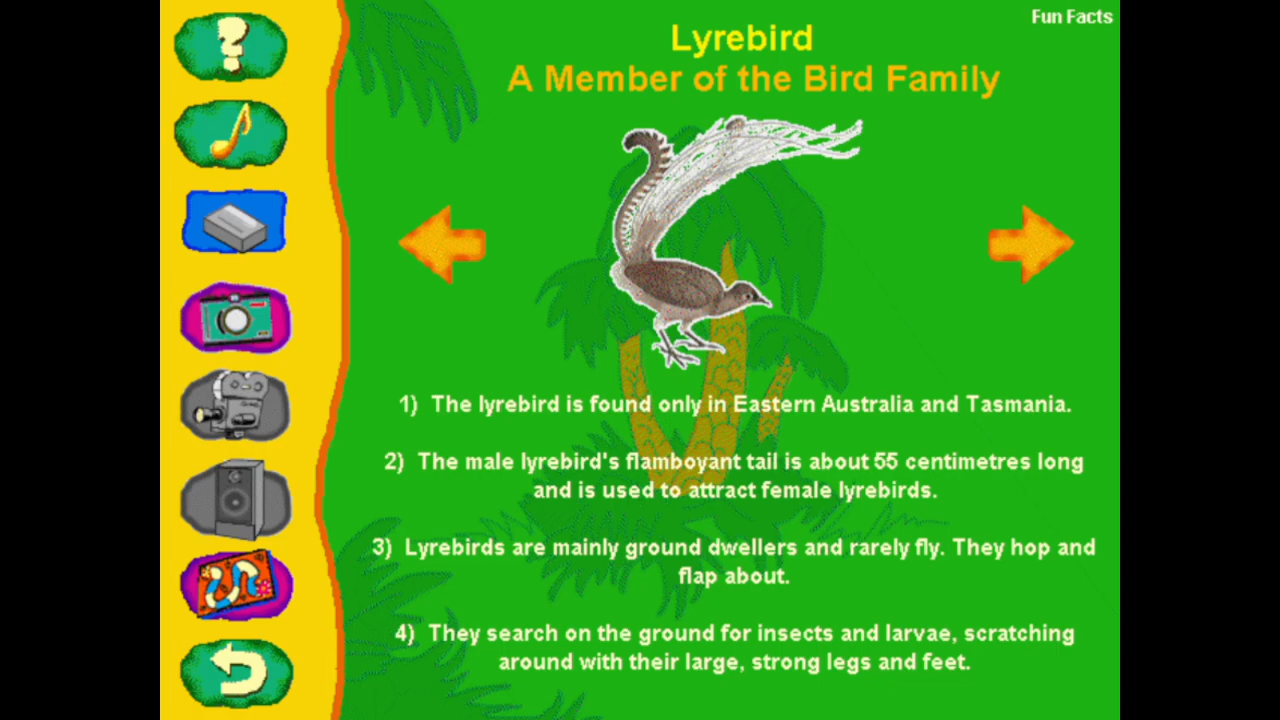 Fun Facts
Lyrebird
A Member of the Bird Family
1) The lyrebird is found only in Eastern Australia and Tasmania.
2) The male lyrebird's flamboyant tail is about 55 centimetres long
and is used to attract female lyrebirds.
3) Lyrebirds are mainly ground dwellers and rarely fly. They hop and
flap about.
4) They search on the ground for insects and larvae, scratching
around with their large, strong legs and feet.